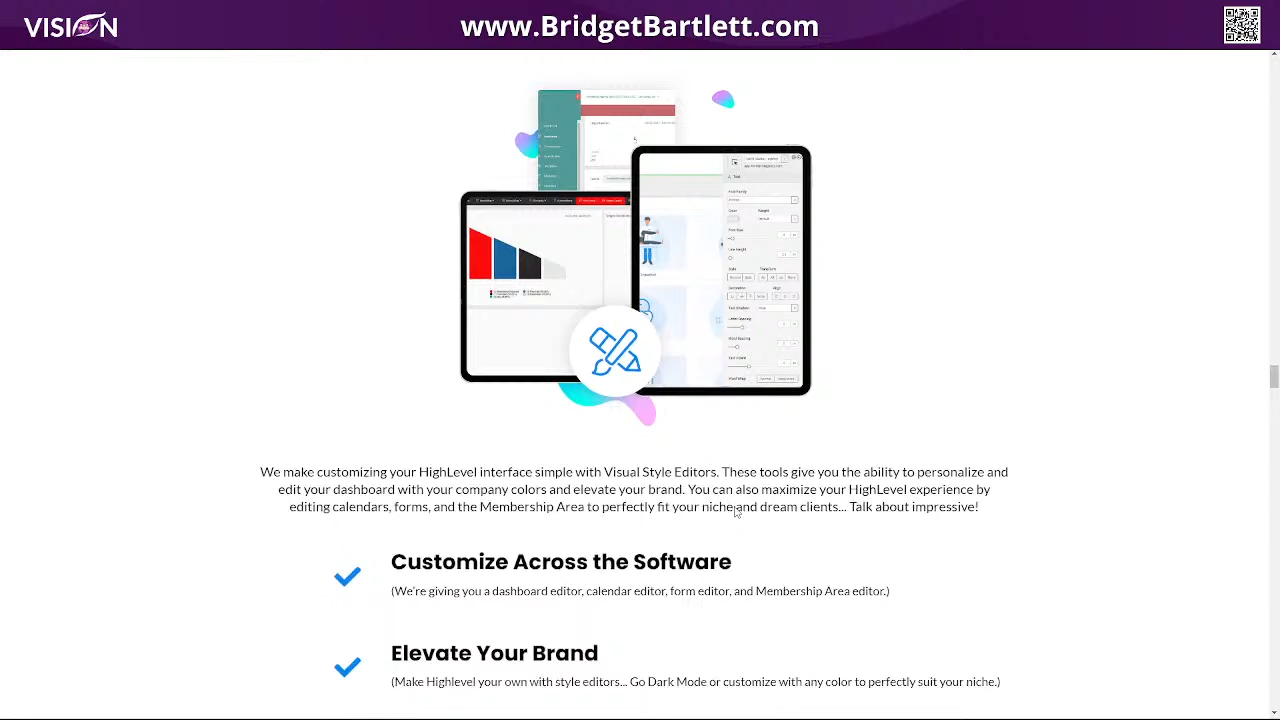 VISION
www.BridgetBartlett.com
We make customizing your HighLevel interface simple with Visual Style Editors. These tools give you the ability to personalize and
edit your dashboard with your company colors and elevate your brand. You can also maximize your HighLevel experience by
editing calendars, forms, and the Membership Area to perfectly fit your niche and dream clients... Talk about impressive!
Customize Across the Software
(We're giving you a dashboard editor, calendar editor, form editor, and Membership Area editor.)
Elevate Your Brand
(Make Highlevel your own with style editors... Go Dark Mode or customize with any color to perfectly suit your niche.)